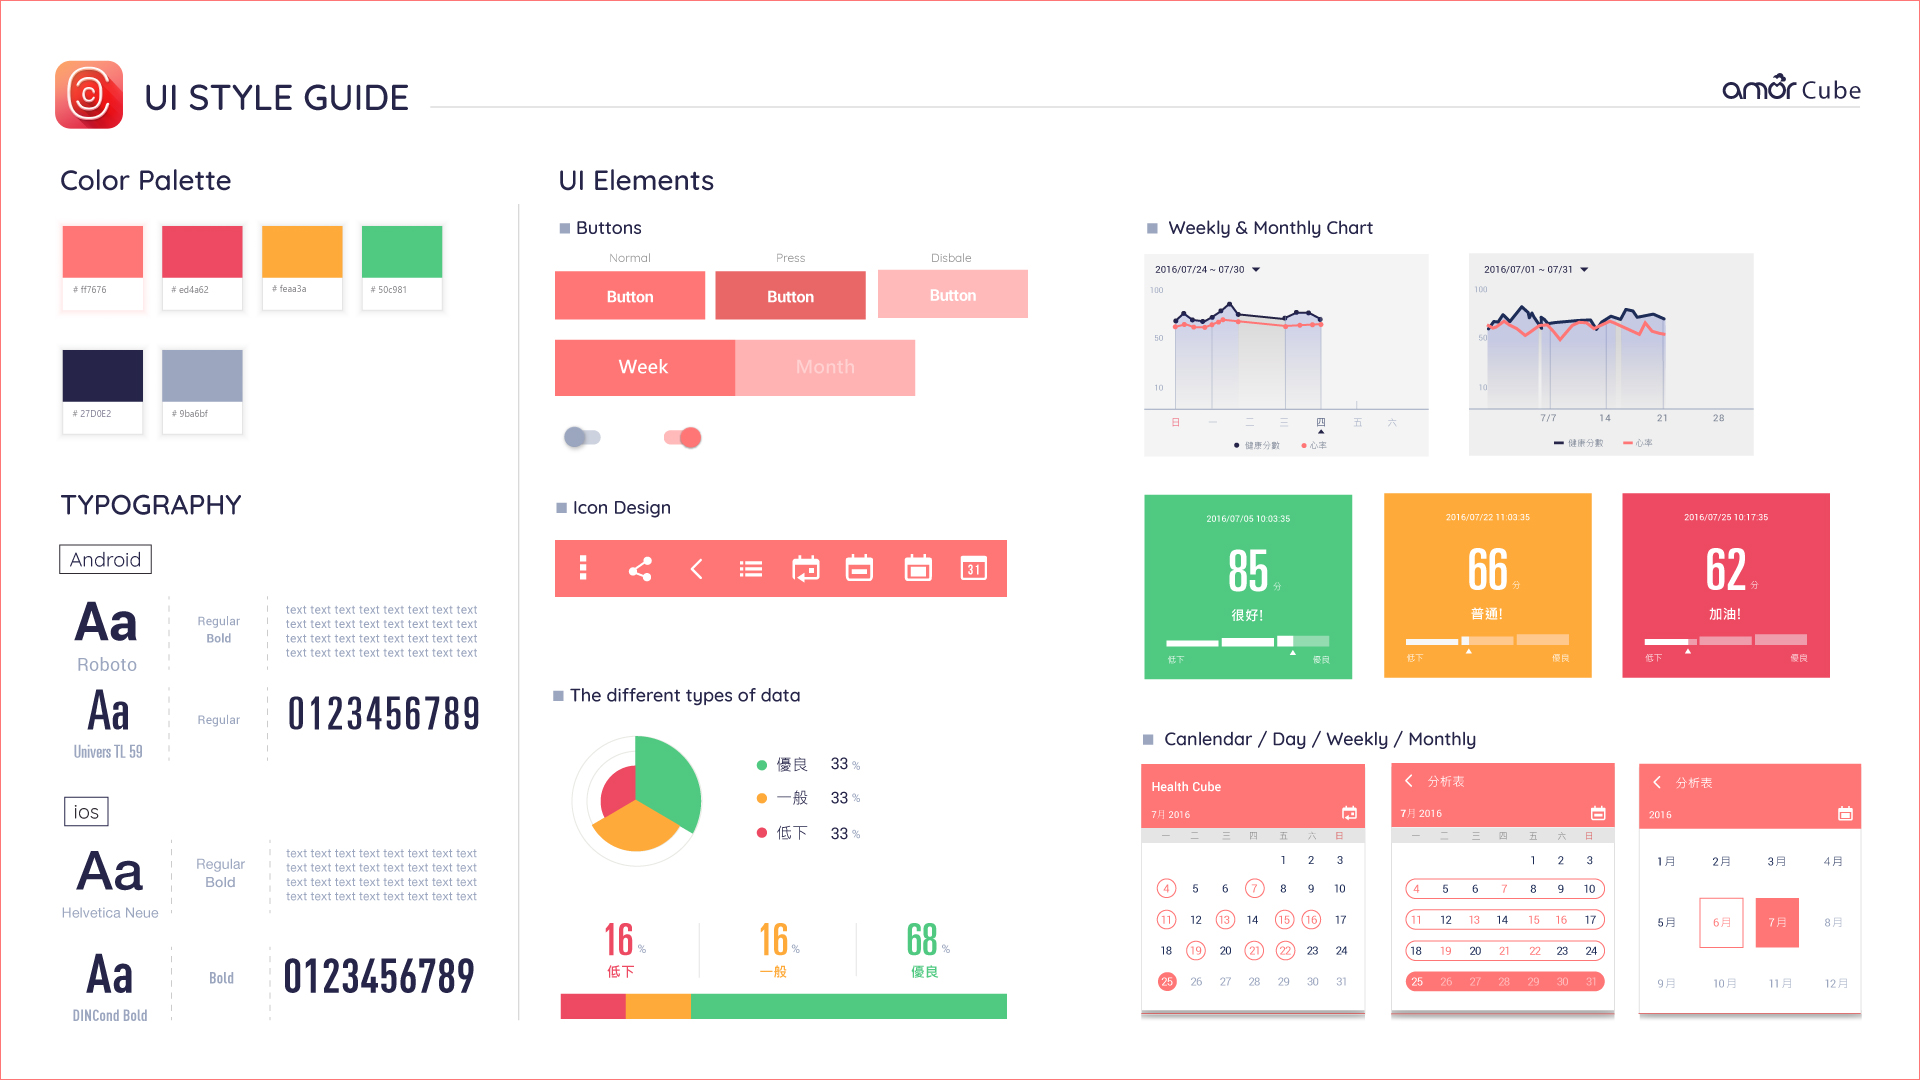 UI STYLE GUIDE
amor Cube
Color Palette
# ff7676
# ed4a62
# feaa3a
# 50c981
# 27D0E2
# 9ba6bf
TYPOGRAPHY
Android
Aa
Roboto
Regular
Bold
text text text text text text text text
text text text text text text text text
text text text text text text text text
text text text text text text text text
Aa
Univers TL 59
Regular
0123456789
ios
Aa
Helvetica Neue
Regular
Bold
text text text text text text text text
text text text text text text text text
text text text text text text text text
text text text text text text text text
Aa
DINCond Bold
Bold
0123456789
UI Elements
Buttons
Normal
Press
Disbale
Button
Button
Button
Week
Month
Icon Design
31
The different types of data
優良 33 %
一般 33 %
低下 33 %
16 %
低下
16 %
一般
68 %
優良
Weekly & Monthly Chart
2016/07/24 ~ 07/30
100
50
10
日 一 二 三 四 五 六
健康分數 心率
2016/07/01 ~ 07/31
100
50
10
7/7 14 21 28
健康分數 心率
2016/07/05 10:03:35
85 分
很好!
低下 優良
2016/07/22 11:03:35
66 分
普通!
低下 優良
2016/07/25 10:17:35
62 分
加油!
低下 優良
Canlendar / Day / Weekly / Monthly
Health Cube
7月 2016
一 二 三 四 五 六 日
1 2 3
4 5 6 7 8 9 10
11 12 13 14 15 16 17
18 19 20 21 22 23 24
25 26 27 28 29 30 31
分析表
7月 2016
一 二 三 四 五 六 日
1 2 3
4 5 6 7 8 9 10
11 12 13 14 15 16 17
18 19 20 21 22 23 24
25 26 27 28 29 30 31
分析表
2016
1月 2月 3月 4月
5月 6月 7月 8月
9月 10月 11月 12月